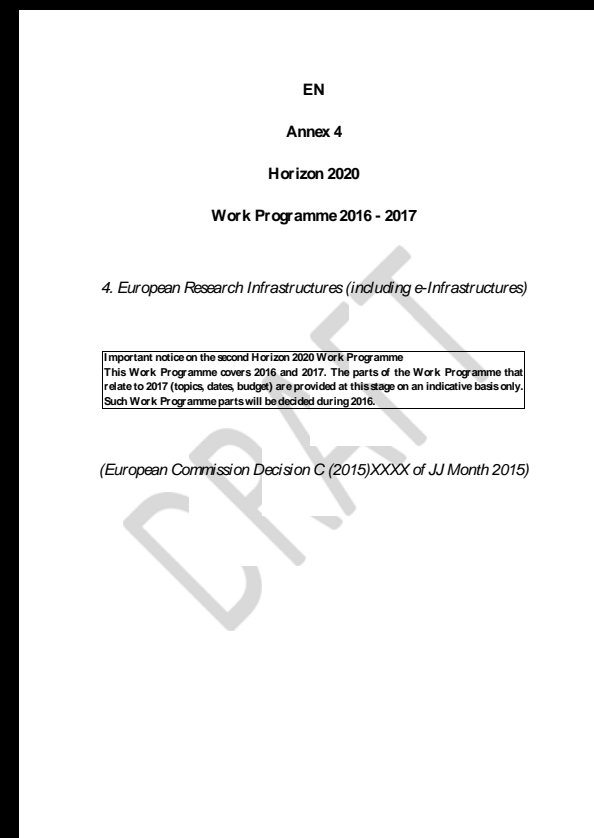 EN
Annex 4
Horizon 2020
Work Programme 2016 - 2017
4. European Research Infrastructures (including e-Infrastructures)
Important notice on the second Horizon 2020 Work Programme
This Work Programme covers 2016 and 2017. The parts of the Work Programme that
relate to 2017 (topics, dates, budget) are provided at this stage on an indicative basis only.
Such Work Programme parts will be decided during 2016.
(European Commission Decision C (2015)XXXX of JJ Month 2015)
DRAFT